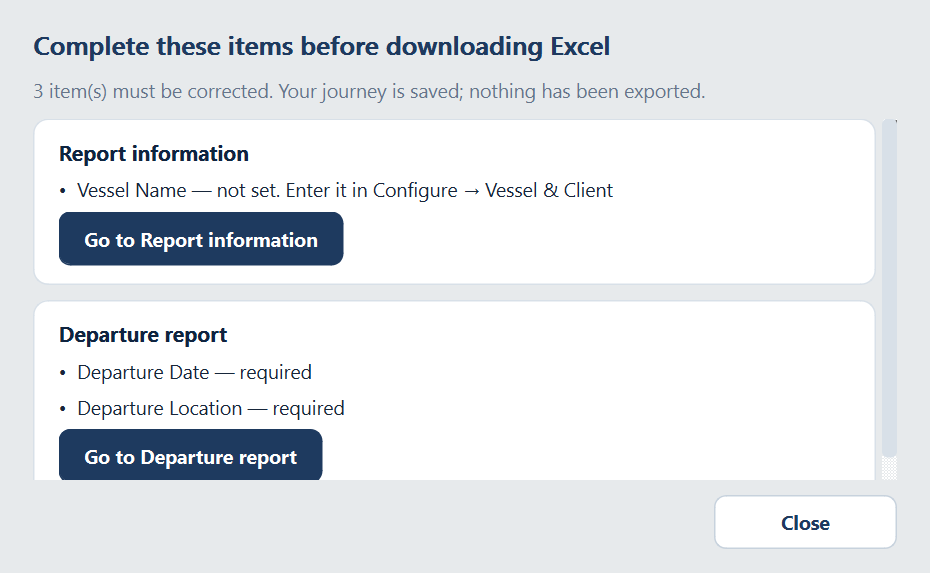 Complete these items before downloading Excel
3 item(s) must be corrected. Your journey is saved; nothing has been exported.
Report information
• Vessel Name — not set. Enter it in Configure → Vessel & Client
Go to Report information
Departure report
• Departure Date — required
• Departure Location — required
Go to Departure report
Close